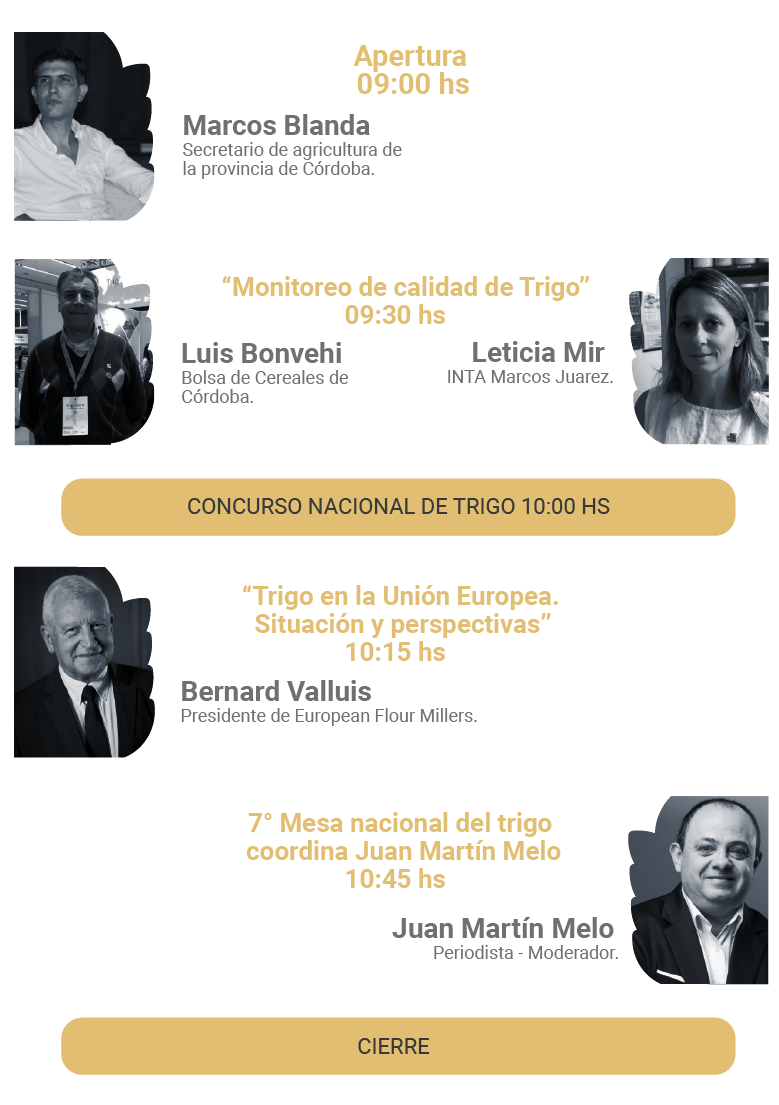 Apertura
09:00 hs
Marcos Blanda
Secretario de agricultura de
la provincia de Córdoba.
“Monitoreo de calidad de Trigo”
09:30 hs
Luis Bonvehi
Bolsa de Cereales de
Córdoba.
Leticia Mir
INTA Marcos Juarez.
CONCURSO NACIONAL DE TRIGO 10:00 HS
“Trigo en la Unión Europea.
Situación y perspectivas”
10:15 hs
Bernard Valluis
Presidente de European Flour Millers.
7° Mesa nacional del trigo
coordina Juan Martín Melo
10:45 hs
Juan Martín Melo
Periodista - Moderador.
CIERRE